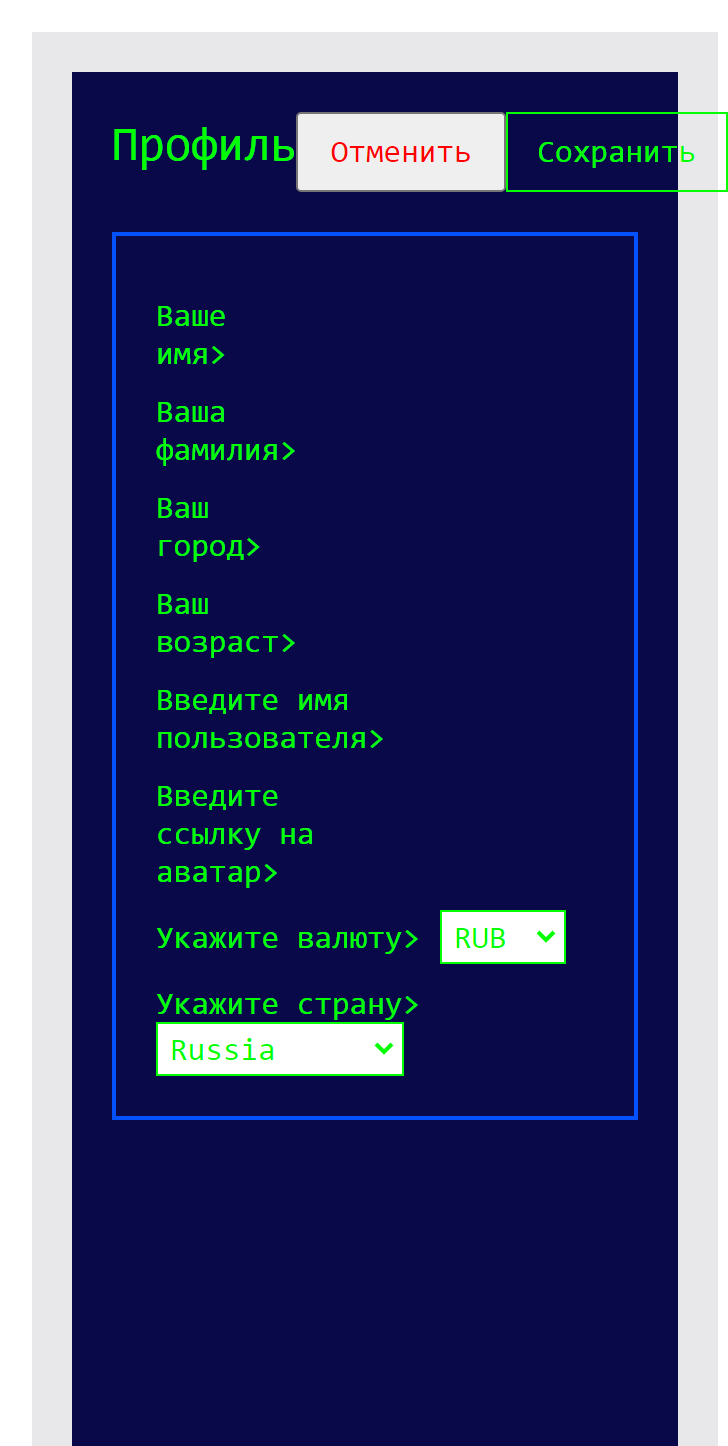 Профиль Отменить Сохранить
Ваше
имя>
Ваша
фамилия>
Ваш
город>
Ваш
возраст>
Введите имя
пользователя>
Введите
ссылку на
аватар>
Укажите валюту> RUB
Укажите страну>
Russia